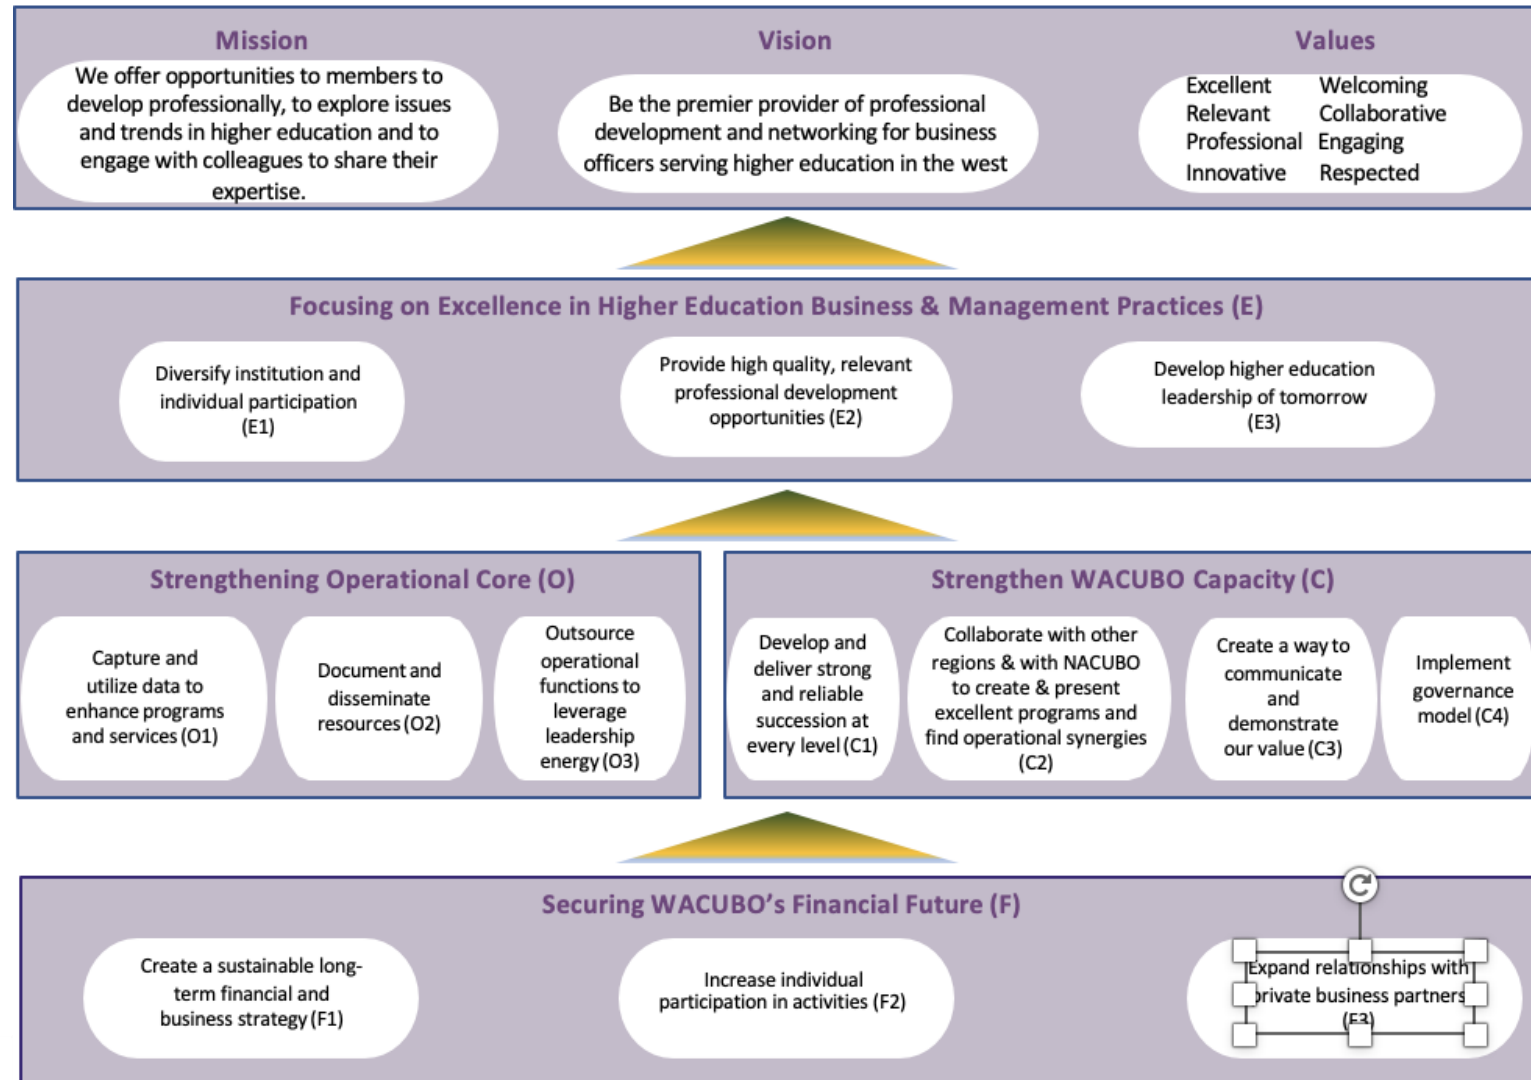 Mission
We offer opportunities to members to
develop professionally, to explore issues
and trends in higher education and to
engage with colleagues to share their
expertise.
Vision
Be the premier provider of professional
development and networking for business
officers serving higher education in the west
Values
Excellent Welcoming
Relevant Collaborative
Professional Engaging
Innovative Respected
Focusing on Excellence in Higher Education Business & Management Practices (E)
Diversify institution and
individual participation
(E1)
Provide high quality, relevant
professional development
opportunities (E2)
Develop higher education
leadership of tomorrow
(E3)
Strengthening Operational Core (O)
Capture and
utilize data to
enhance programs
and services (O1)
Document and
disseminate
resources (O2)
Outsource
operational
functions to
leverage
leadership
energy (O3)
Strengthen WACUBO Capacity (C)
Develop and
deliver strong
and reliable
succession at
every level (C1)
Collaborate with other
regions & with NACUBO
to create & present
excellent programs and
find operational synergies
(C2)
Create a way to
communicate
and
demonstrate
our value (C3)
Implement
governance
model (C4)
Securing WACUBO's Financial Future (F)
Create a sustainable long-
term financial and
business strategy (F1)
Increase individual
participation in activities (F2)
Expand relationships with
private business partners
(F3)